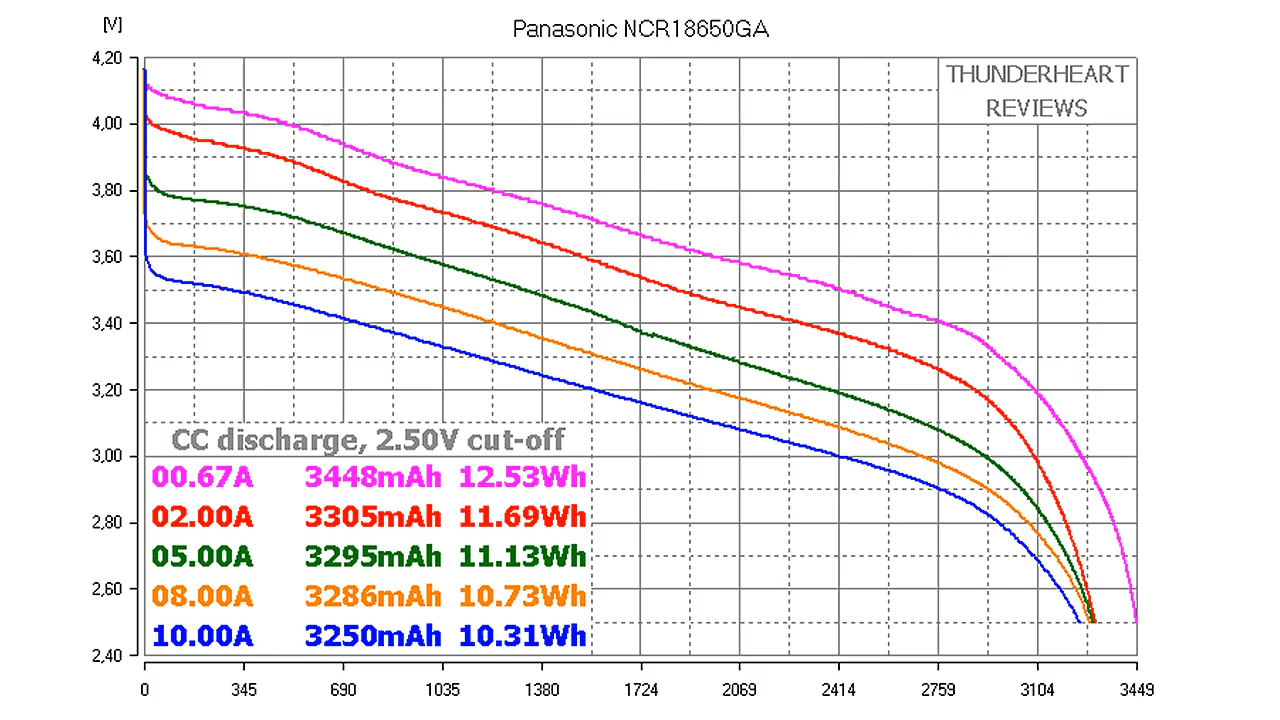 [V]
Panasonic NCR18650GA
THUNDERHEART
REVIEWS
4,20
4,00
3,80
3,60
3,40
3,20
3,00
2,80
2,60
2,40
CC discharge, 2.50V cut-off
00.67A 3448mAh 12.53Wh
02.00A 3305mAh 11.69Wh
05.00A 3295mAh 11.13Wh
08.00A 3286mAh 10.73Wh
10.00A 3250mAh 10.31Wh
0 345 690 1035 1380 1724 2069 2414 2759 3104 3449